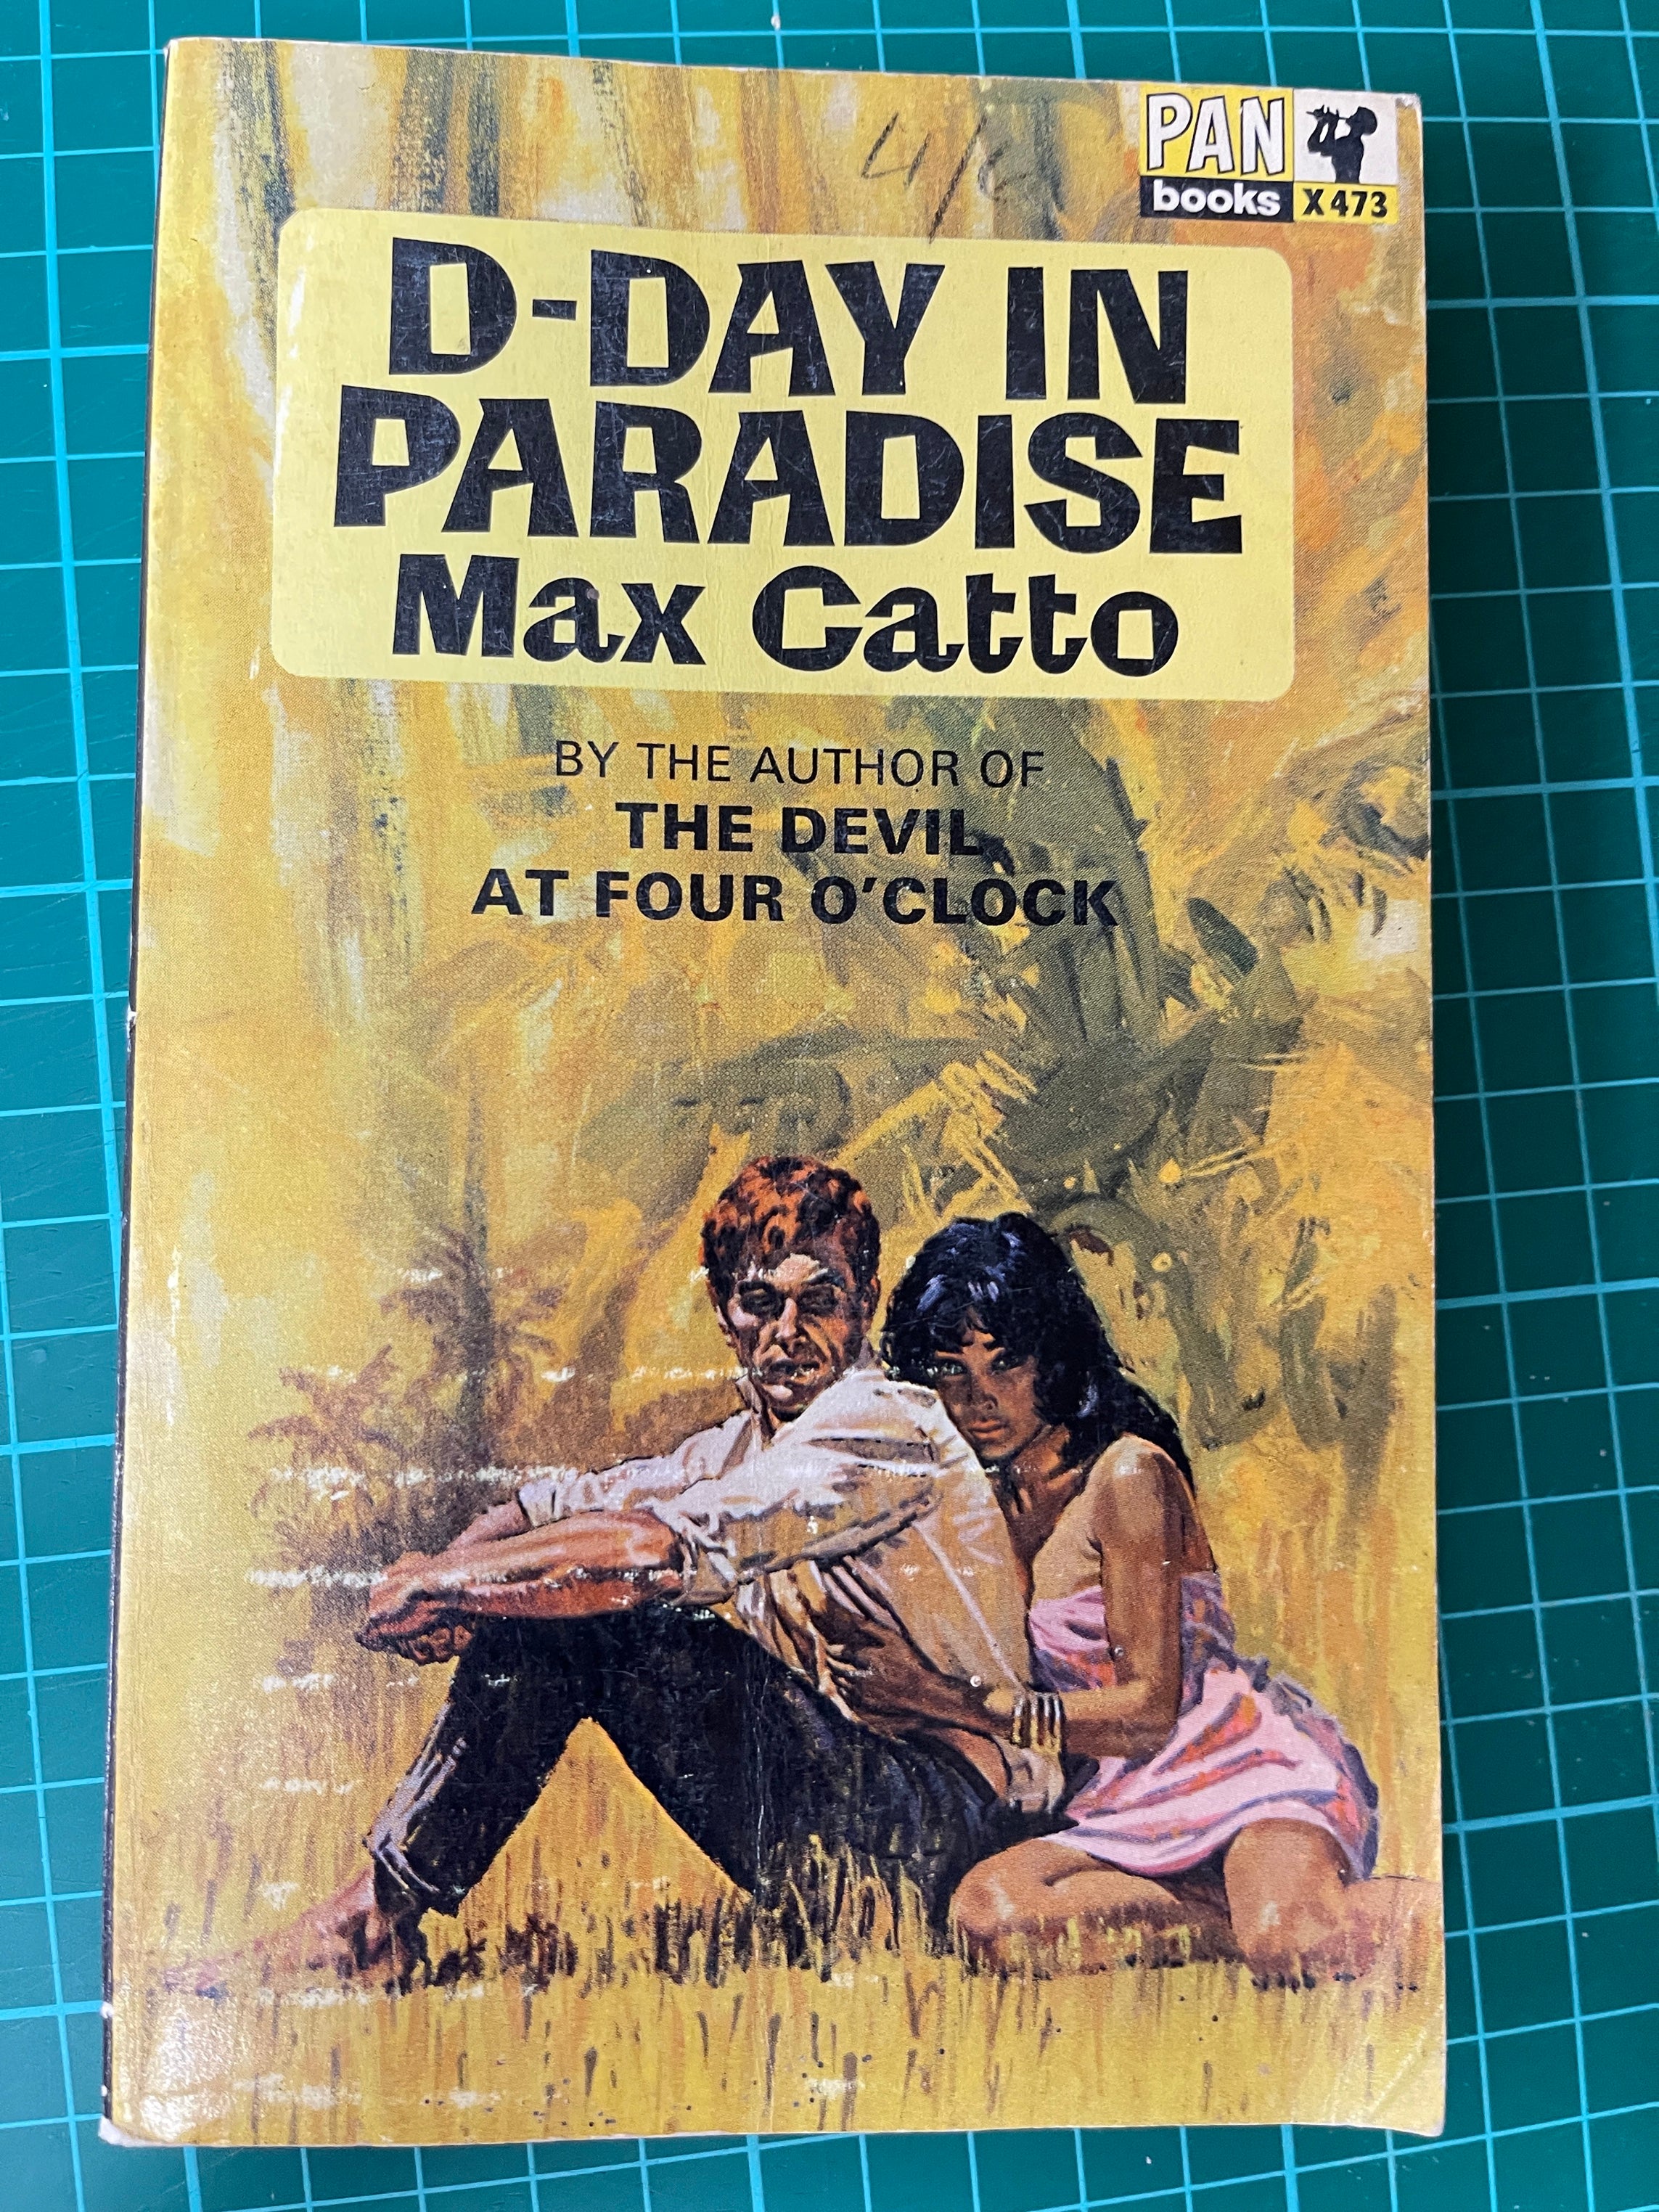 PAN
books X473
D-DAY IN
PARADISE
Max Catto
BY THE AUTHOR OF
THE DEVIL
AT FOUR O'CLOCK